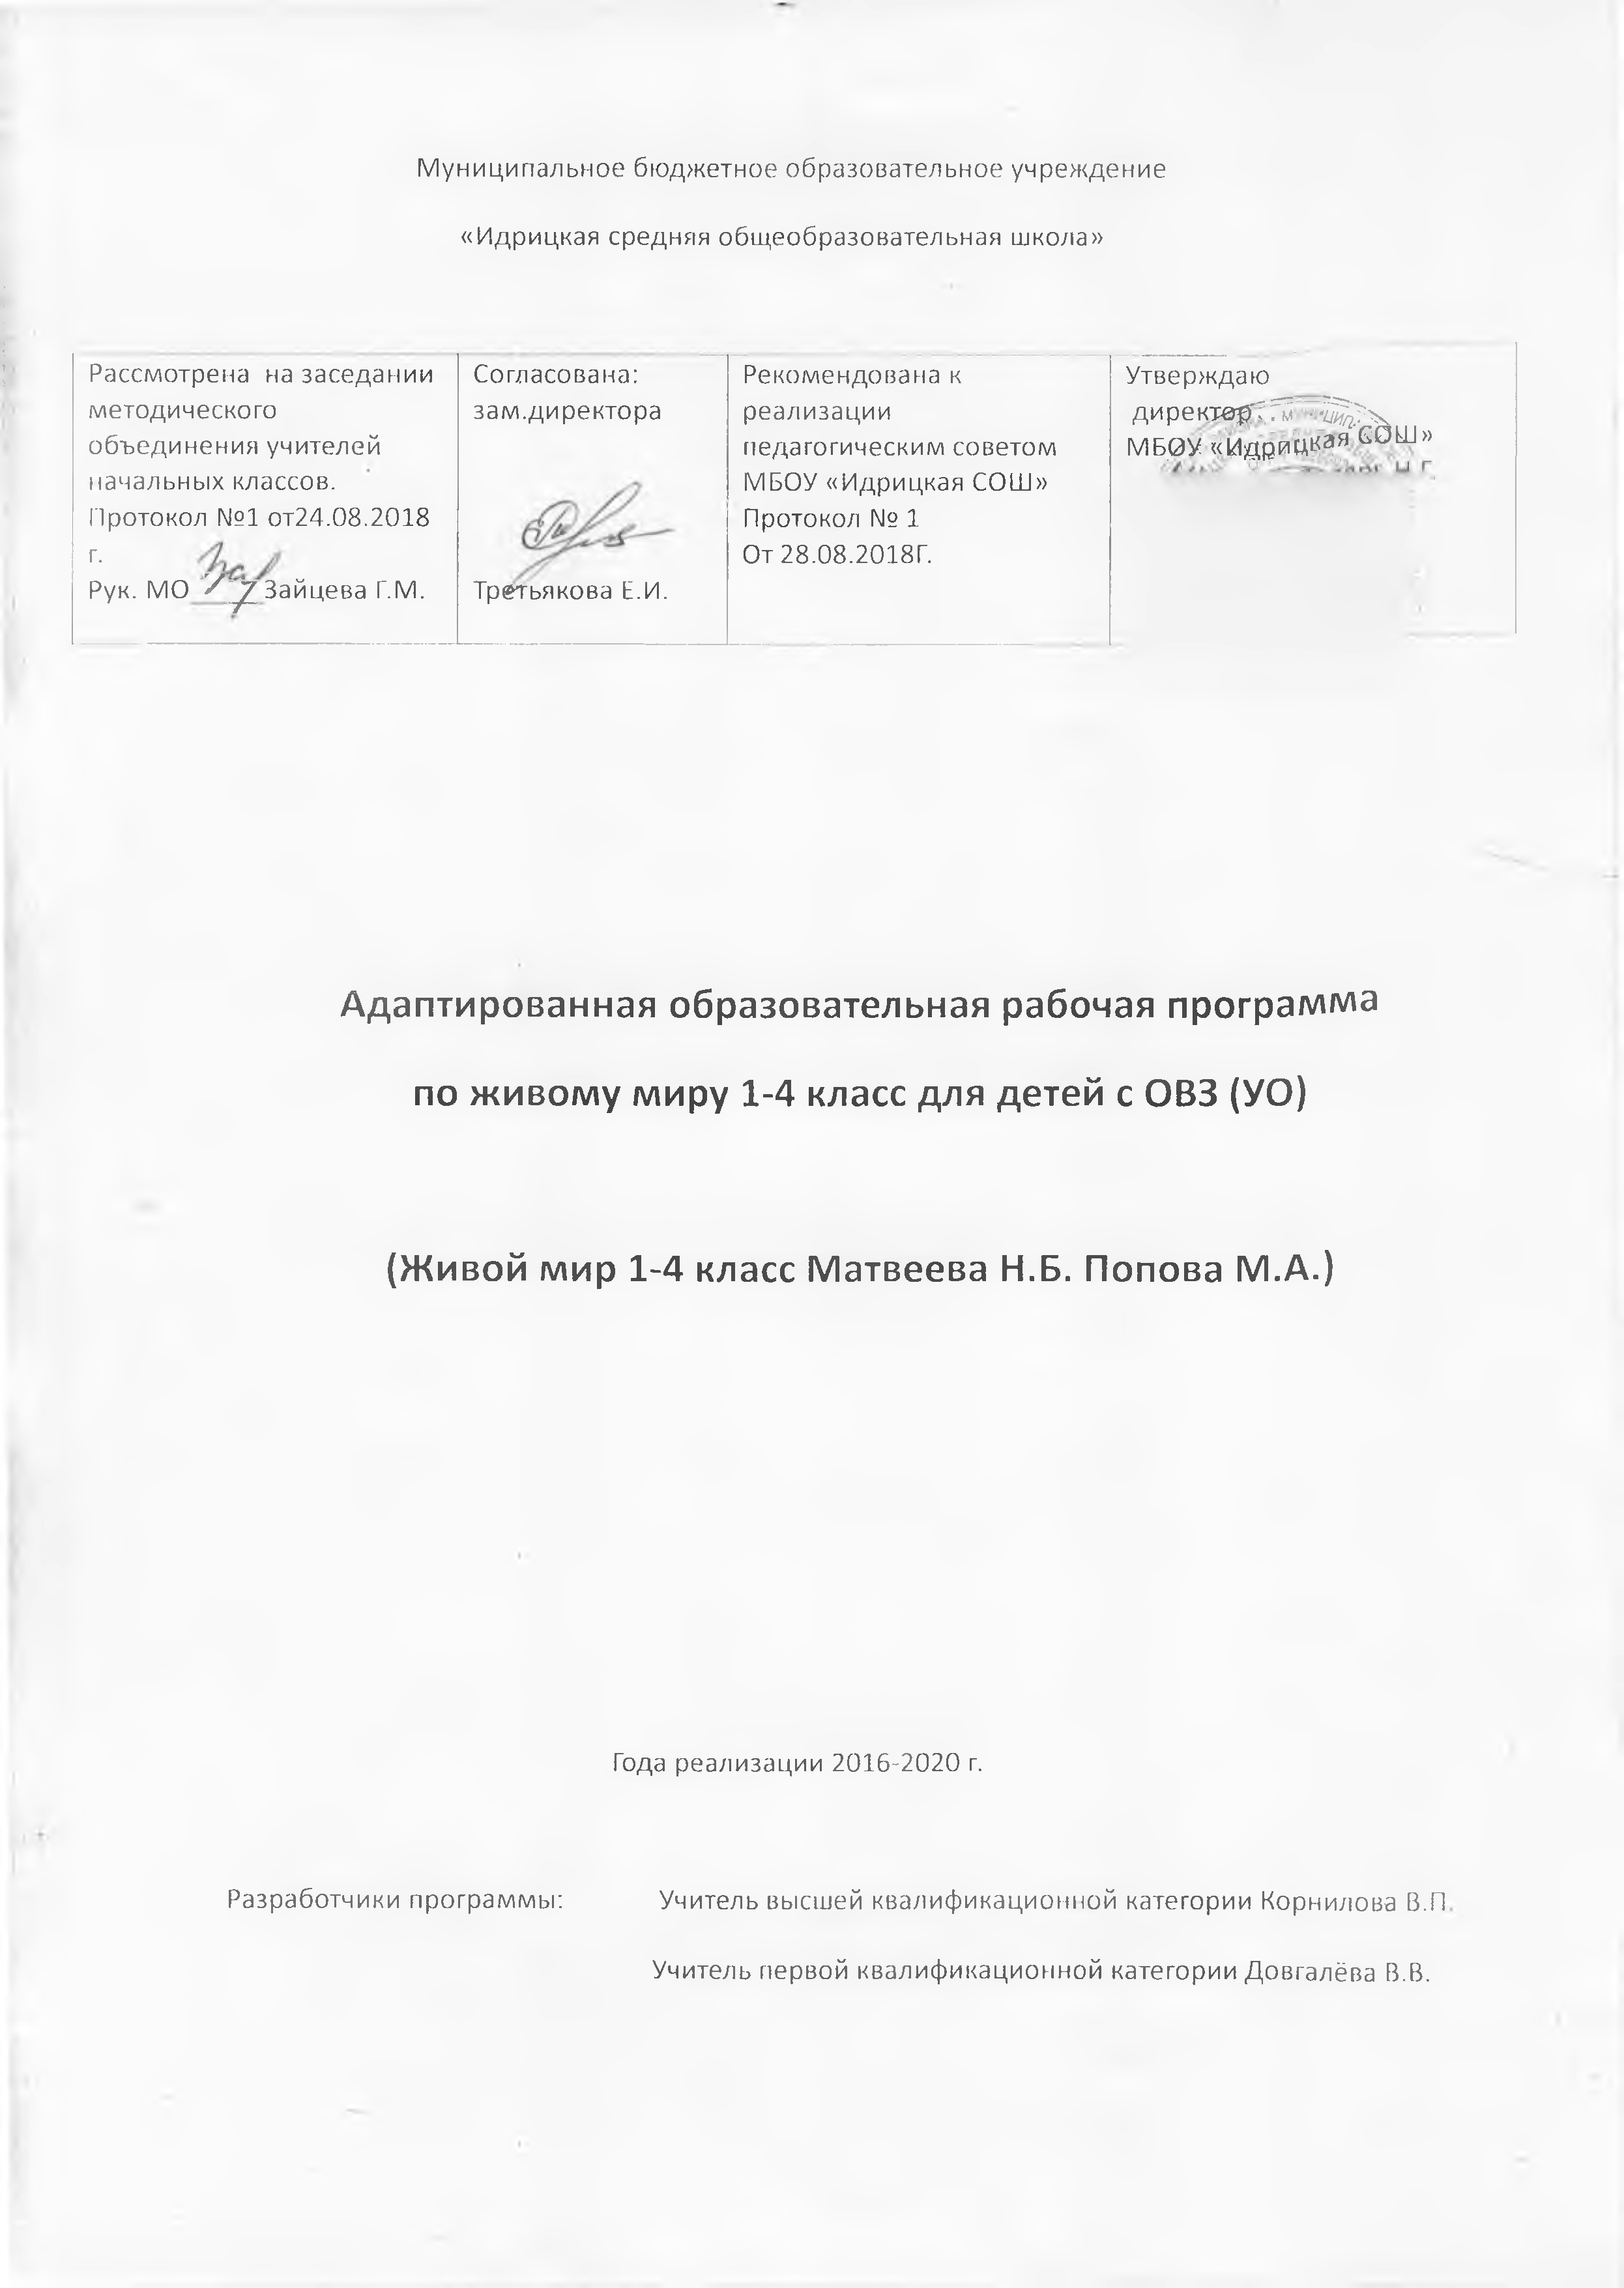 Муниципальное бюджетное образовательное учреждение
«Идрицкая средняя общеобразовательная школа»
Рассмотрена на заседании
методического
объединения учителей
начальных классов.
Протокол №1 от24.08.2018
г.
Рук. МО Зайцева Г.М.
Согласована:
зам.директора
Третьякова Е.И.
Рекомендована к
реализации
педагогическим советом
МБОУ «Идрицкая СОШ»
Протокол № 1
От 28.08.2018Г.
Утверждаю
директор
МБОУ «Идрицкая СОШ»
Адаптированная образовательная рабочая программа
по живому миру 1-4 класс для детей с ОВЗ (УО)
(Живой мир 1-4 класс Матвеева Н.Б. Попова М.А.)
Года реализации 2016-2020 г.
Разработчики программы: Учитель высшей квалификационной категории Корнилова В.П.
Учитель первой квалификационной категории Довгалёва В.В.